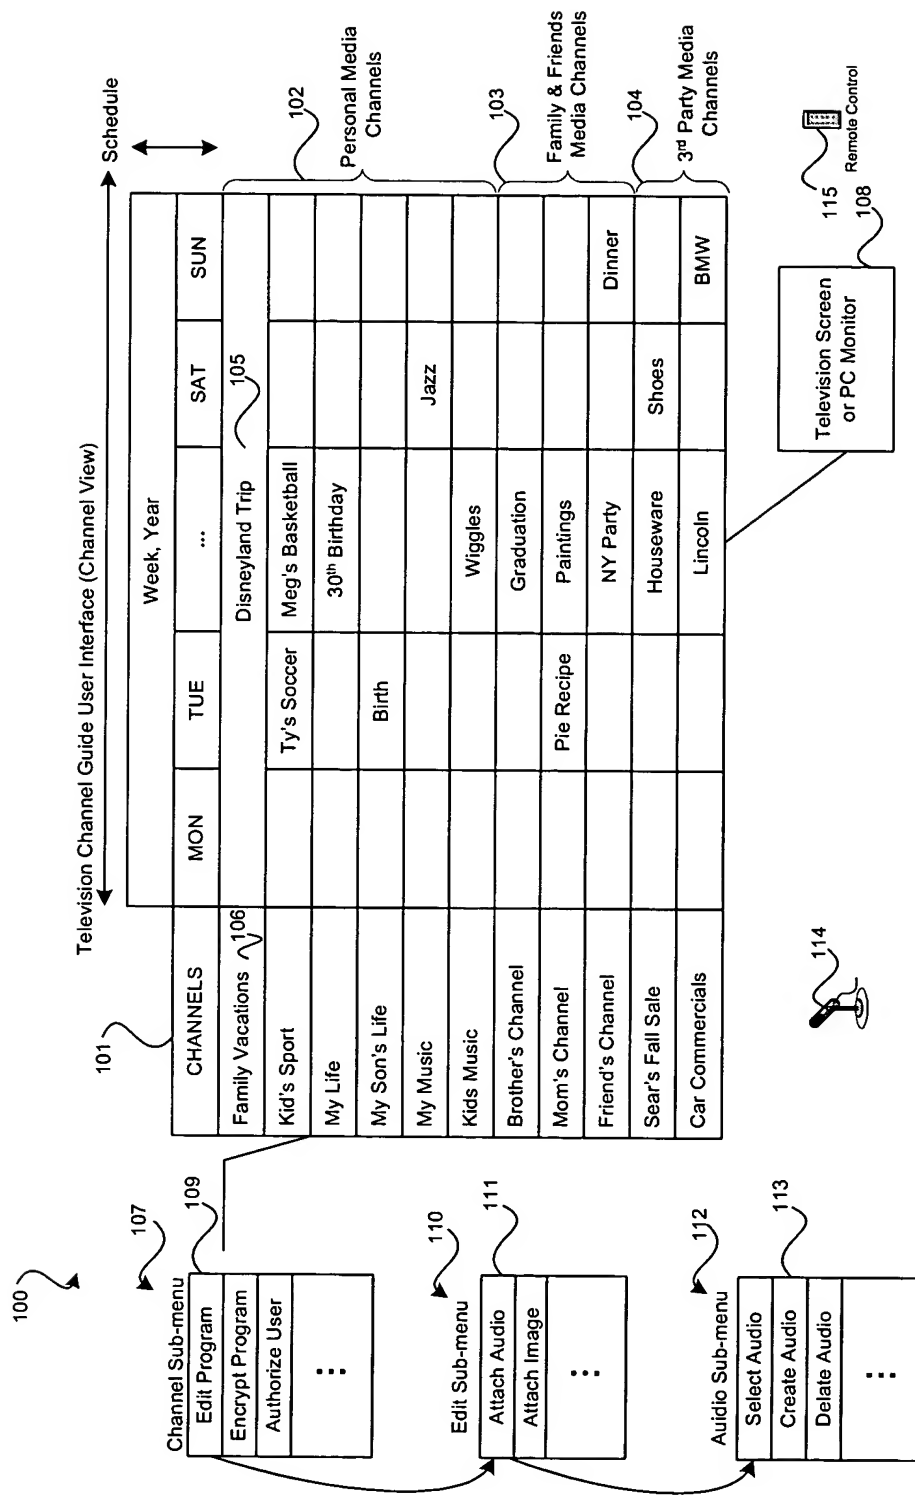 100
Television Channel Guide User Interface (Channel View)
Schedule
101
Week, Year
CHANNELS MON TUE ... SAT SUN
Family Vacations 106 Disneyland Trip 105
Kid's Sport Ty's Soccer Meg's Basketball
My Life 30th Birthday
My Son's Life Birth
My Music Jazz
Kids Music Wiggles
Brother's Channel Graduation
Mom's Channel Pie Recipe Paintings
Friend's Channel NY Party Dinner
Sear's Fall Sale Houseware Shoes
Car Commercials Lincoln BMW
102
Personal Media
Channels
103
Family & Friends
Media Channels
104
3rd Party Media
Channels
107
Channel Sub-menu
109
Edit Program
Encrypt Program
Authorize User
...
110
Edit Sub-menu
111
Attach Audio
Attach Image
...
112
Auidio Sub-menu
113
Select Audio
Create Audio
Delate Audio
...
114
Television Screen
or PC Monitor
108
115
Remote Control